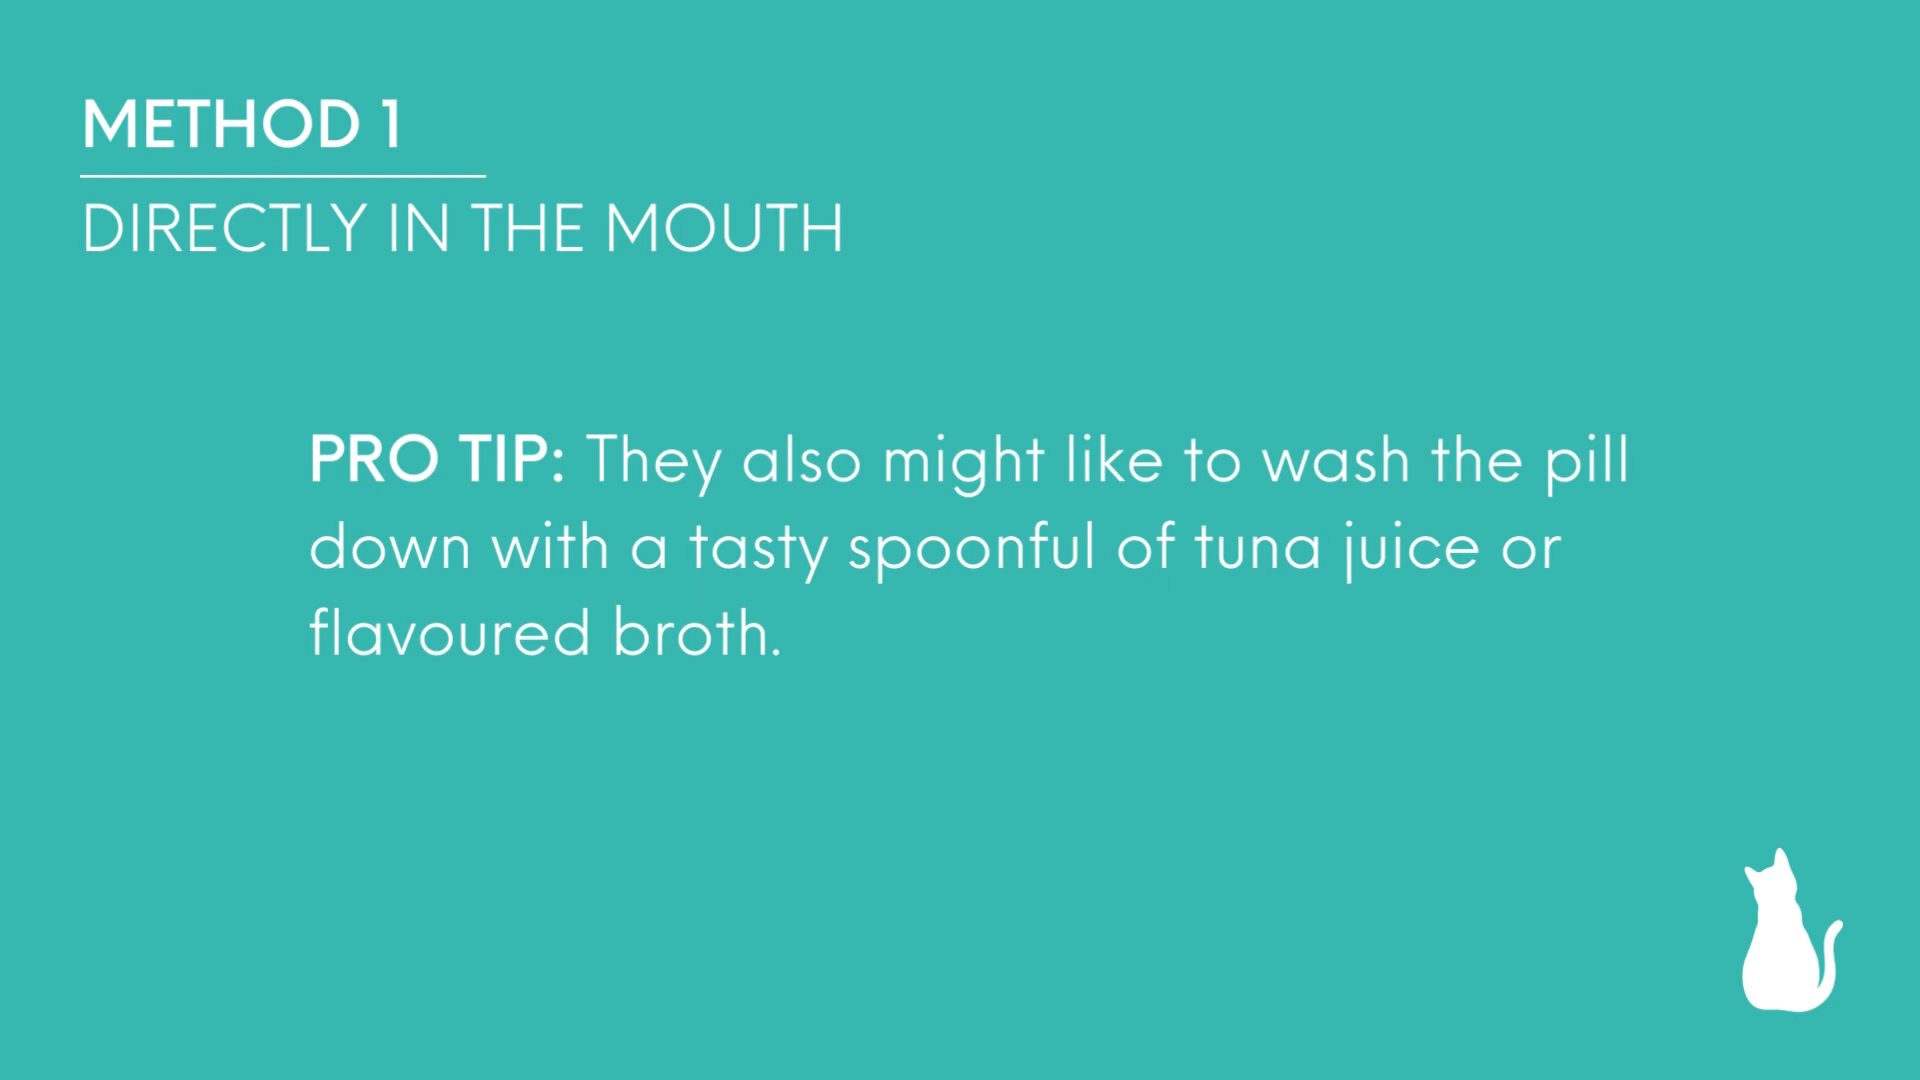 METHOD 1
DIRECTLY IN THE MOUTH
PRO TIP: They also might like to wash the pill
down with a tasty spoonful of tuna juice or
flavoured broth.